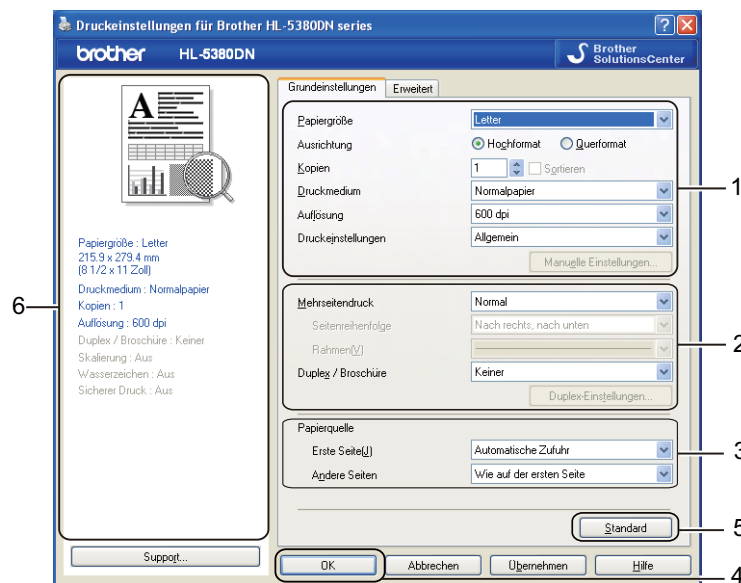 Druckeinstellungen für Brother HL-5380DN series
brother HL-5380DN
Brother
SolutionsCenter
Grundeinstellungen Erweitert
A
Papiergröße Letter
Ausrichtung Hochformat Querformat
Kopien 1 Sortieren
Druckmedium Normalpapier
Auflösung 600 dpi
Druckeinstellungen Allgemein
Manuelle Einstellungen...
1
Papiergröße : Letter
215.9 x 279.4 mm
(8 1/2 x 11 Zoll)
Druckmedium : Normalpapier
Kopien : 1
Auflösung : 600 dpi
Duplex / Broschüre : Keiner
Skalierung : Aus
Wasserzeichen : Aus
Sicherer Druck : Aus
6
Mehrseitendruck Normal
Seitenreihenfolge Nach rechts, nach unten
Rahmen(V)
Duplex / Broschüre Keiner
Duplex-Einstellungen...
2
Papierquelle
Erste Seite(J) Automatische Zufuhr
Andere Seiten Wie auf der ersten Seite
3
Standard
5
Support...
OK Abbrechen Übernehmen Hilfe
4